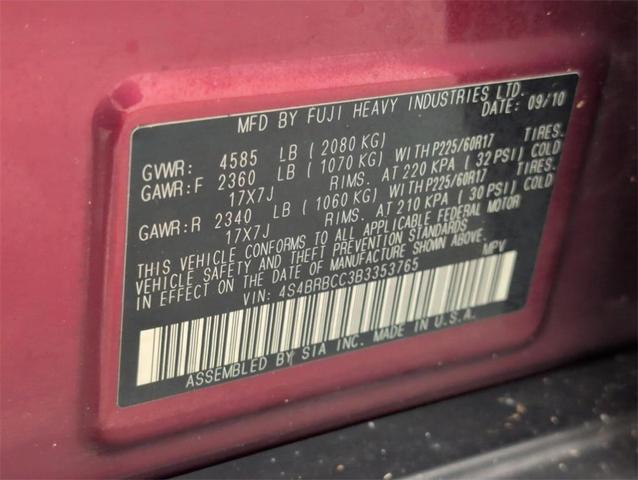 MFD BY FUJI HEAVY INDUSTRIES LTD.
DATE: 09/10
GVWR: 4585 LB ( 2080 KG)
GAWR:F 2360 LB ( 1070 KG) WITH P225/60R17 TIRES.
17X7J RIMS. AT 220 KPA ( 32 PSI) COLD
GAWR:R 2340 LB ( 1060 KG) WITH P225/60R17 TIRES.
17X7J RIMS. AT 210 KPA ( 30 PSI) COLD
THIS VEHICLE CONFORMS TO ALL APPLICABLE FEDERAL MOTOR
VEHICLE SAFETY AND THEFT PREVENTION STANDARDS
IN EFFECT ON THE DATE OF MANUFACTURE SHOWN ABOVE.
VIN: 4S4BRBCC3B3353765 MPV
ASSEMBLED BY SIA INC. MADE IN U.S.A.